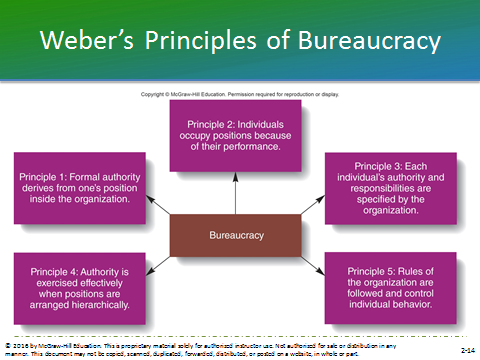 Weber's Principles of Bureaucracy
Copyright © McGraw-Hill Education. Permission required for reproduction or display.
Principle 2: Individuals
occupy positions because
of their performance.
Principle 1: Formal authority
derives from one's position
inside the organization.
Principle 3: Each
individual's authority and
responsibilities are
specified by the
organization.
Bureaucracy
Principle 4: Authority is
exercised effectively
when positions are
arranged hierarchically.
Principle 5: Rules of
the organization are
followed and control
individual behavior.
© 2016 by McGraw-Hill Education. This is proprietary material solely for authorized instructor use. Not authorized for sale or distribution in any
manner. This document may not be copied, scanned, duplicated, forwarded, distributed, or posted on a website, in whole or part.
2-14